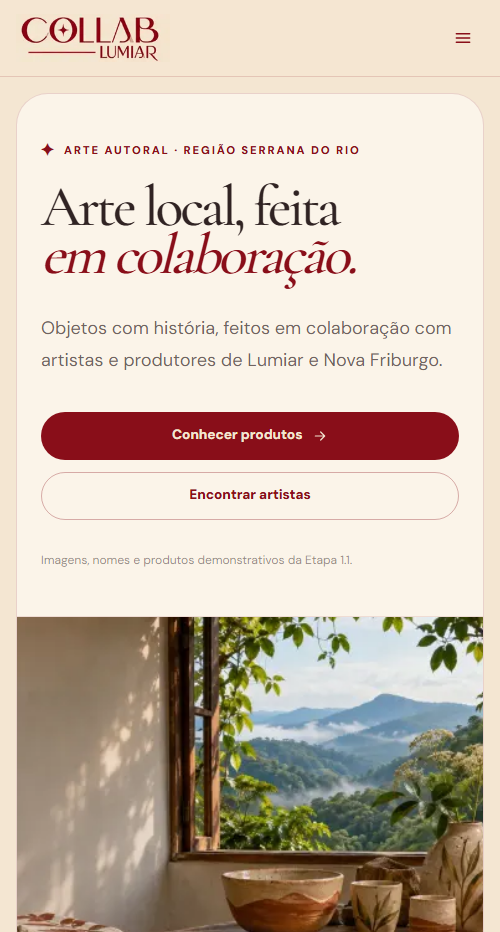 COLLAB
LUMIAR
ARTE AUTORAL · REGIÃO SERRANA DO RIO
Arte local, feita
em colaboração.
Objetos com história, feitos em colaboração com
artistas e produtores de Lumiar e Nova Friburgo.
Conhecer produtos →
Encontrar artistas
Imagens, nomes e produtos demonstrativos da Etapa 1.1.